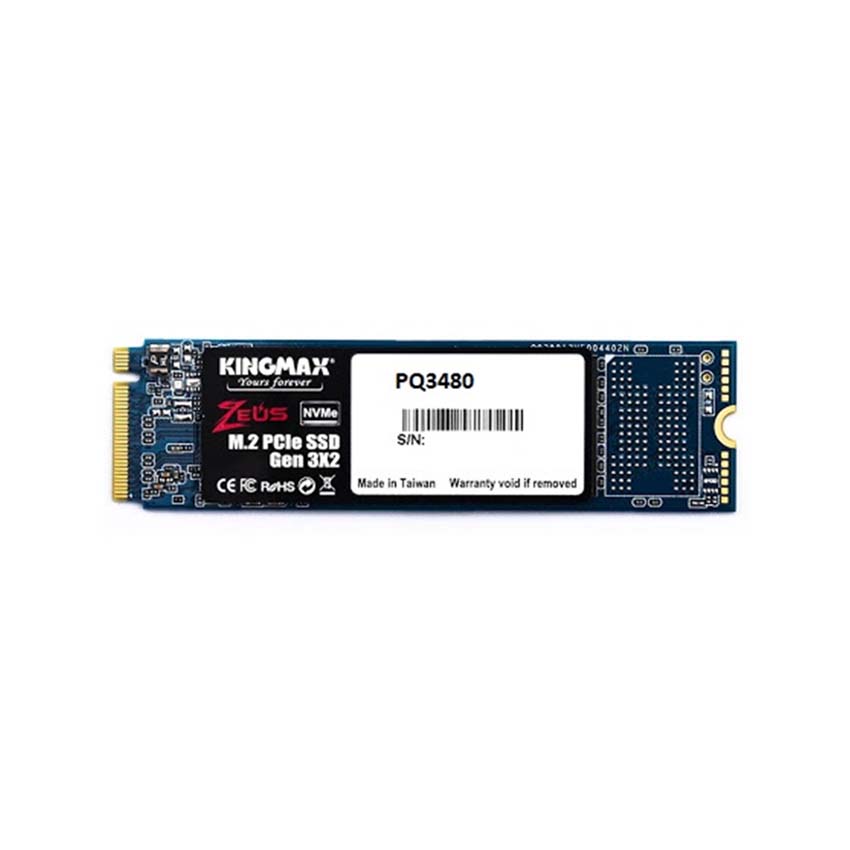 KINGMAX®
Yours forever
ZEUS NVMe
M.2 PCIe SSD
Gen 3X2
CE FC RoHS
PQ3480
S/N:
Made in Taiwan Warranty void if removed